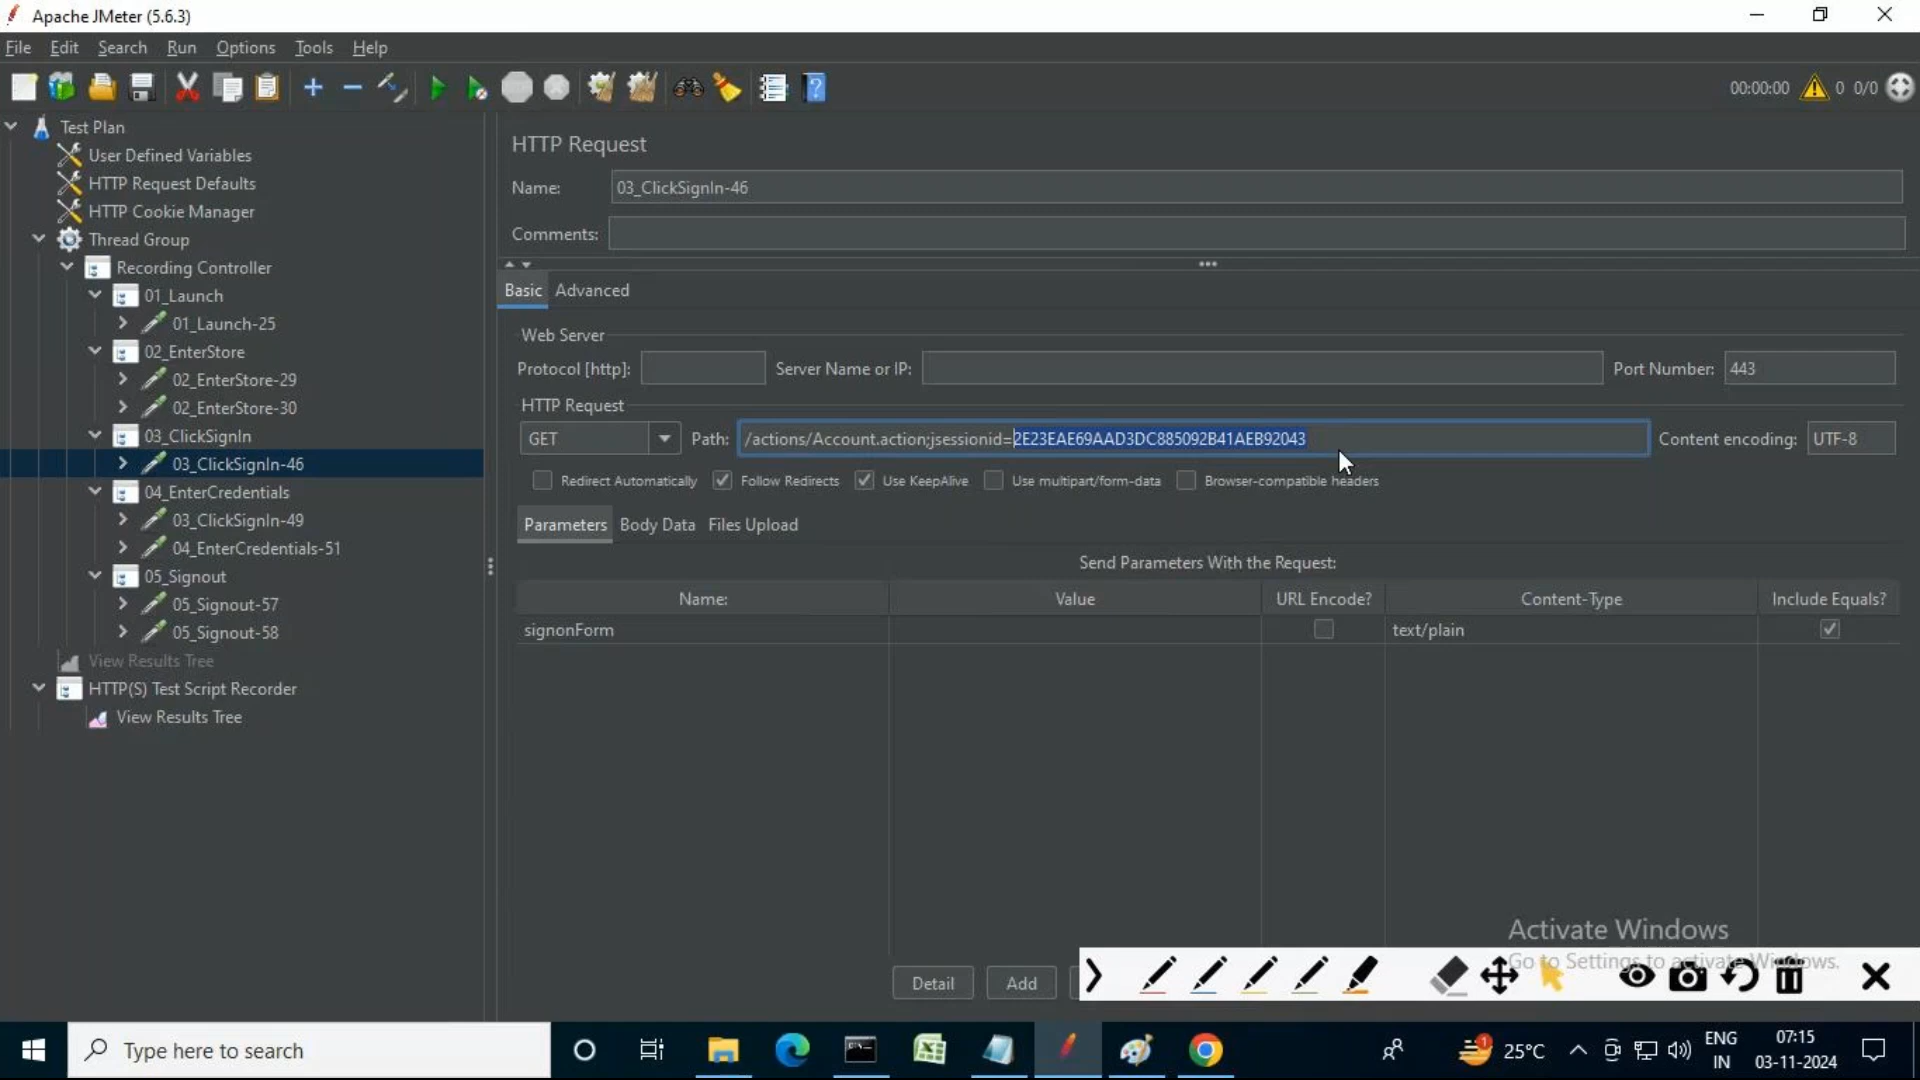 Apache JMeter (5.6.3)
File Edit Search Run Options Tools Help
00:00:00 0 0/0
Test Plan
User Defined Variables
HTTP Request Defaults
HTTP Cookie Manager
Thread Group
Recording Controller
01_Launch
01_Launch-25
02_EnterStore
02_EnterStore-29
02_EnterStore-30
03_ClickSignIn
03_ClickSignIn-46
04_EnterCredentials
03_ClickSignIn-49
04_EnterCredentials-51
05_Signout
05_Signout-57
05_Signout-58
View Results Tree
HTTP(S) Test Script Recorder
View Results Tree
HTTP Request
Name: 03_ClickSignIn-46
Comments:
Basic Advanced
Web Server
Protocol [http]: Server Name or IP: Port Number: 443
HTTP Request
GET Path: /actions/Account.action;jsessionid=2E23EAE69AAD3DC885092B41AEB92043 Content encoding: UTF-8
Redirect Automatically Follow Redirects Use KeepAlive Use multipart/form-data Browser-compatible headers
Parameters Body Data Files Upload
Send Parameters With the Request:
Name: Value URL Encode? Content-Type Include Equals?
signonForm text/plain
Detail Add
Activate Windows
Go to Settings to activate Windows.
Type here to search
25°C ENG IN 07:15 03-11-2024